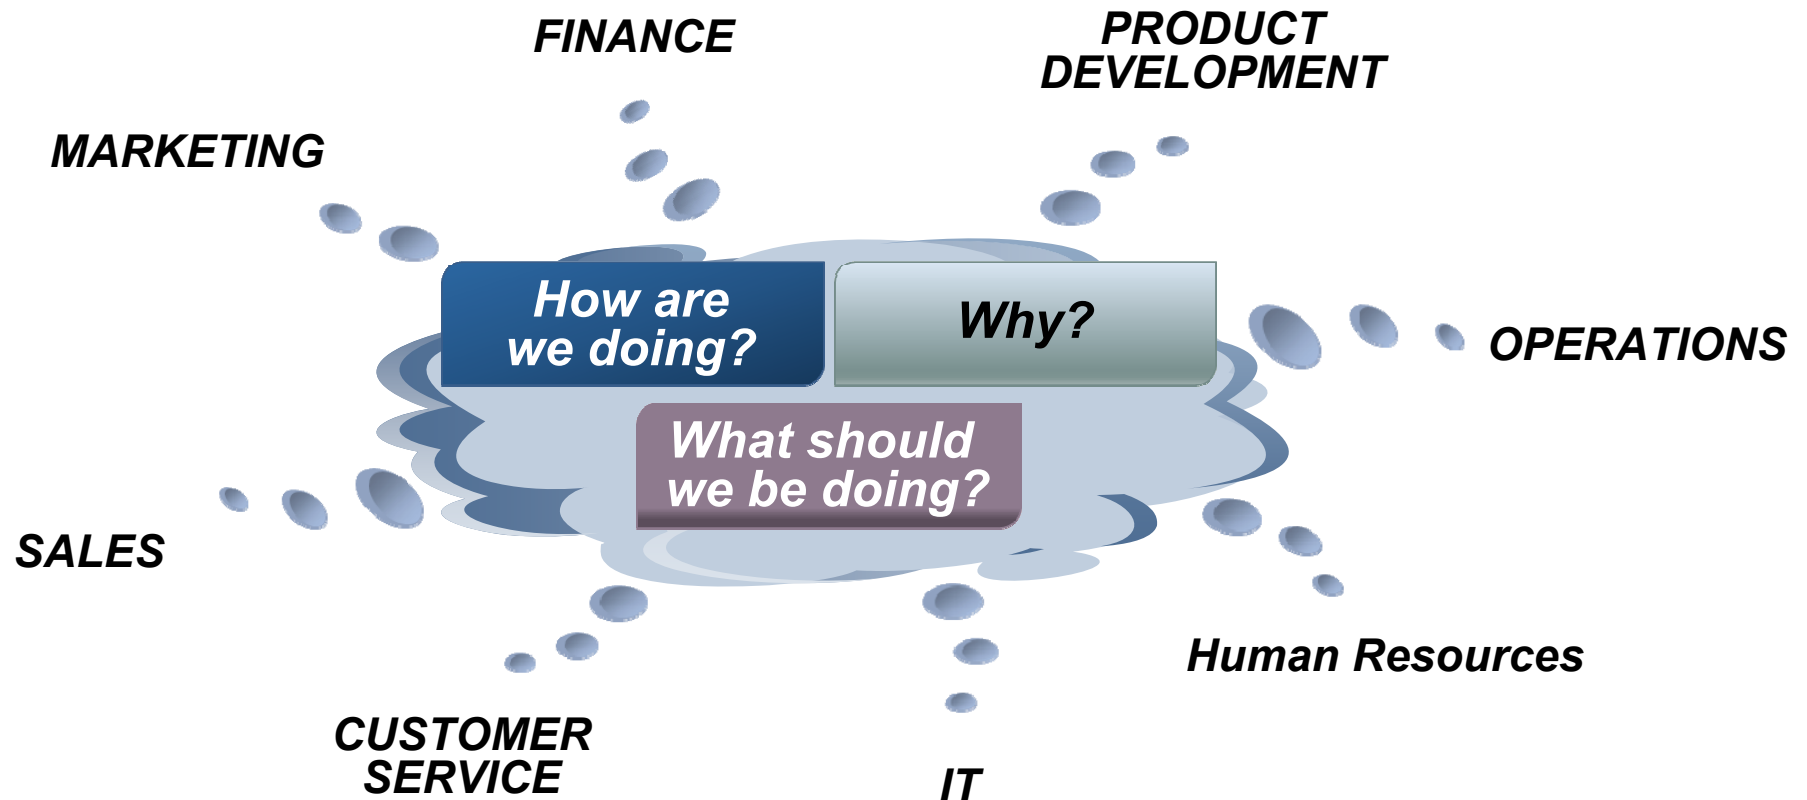 FINANCE
PRODUCT
DEVELOPMENT
MARKETING
How are
we doing?
Why?
OPERATIONS
What should
we be doing?
SALES
Human Resources
CUSTOMER
SERVICE
IT